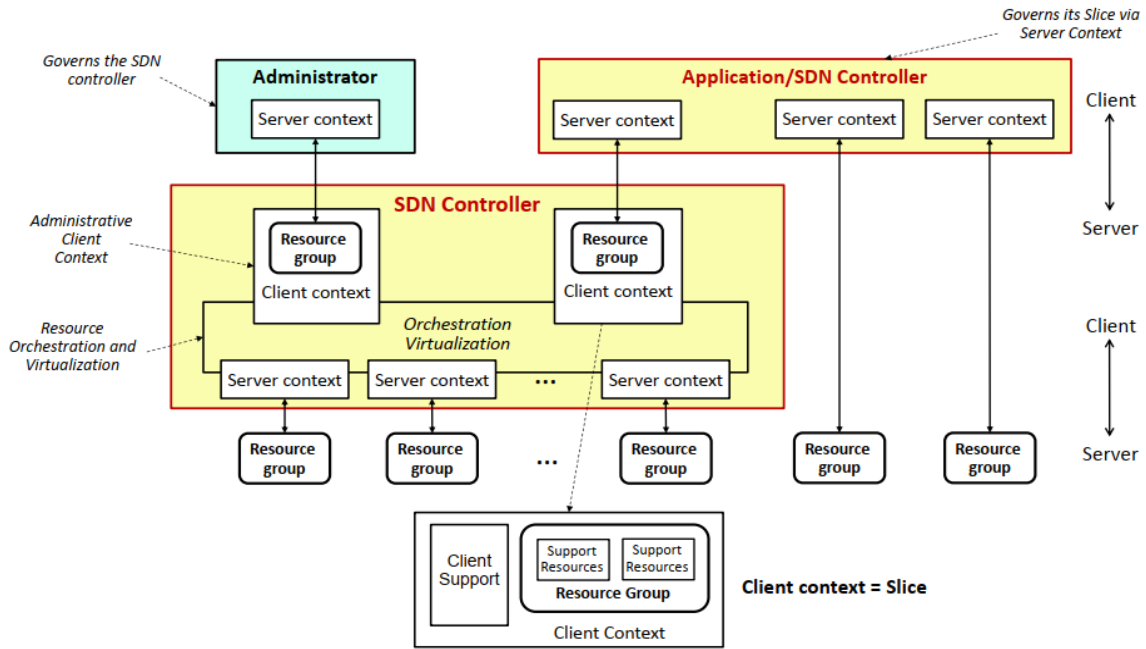 Governs its Slice via
Server Context
Governs the SDN
controller
Administrator
Server context
Application/SDN Controller
Server context
Server context
Server context
Client
Server
SDN Controller
Administrative
Client
Context
Resource
group
Client context
Resource
group
Client context
Resource
Orchestration and
Virtualization
Orchestration
Virtualization
Client
Server
Server context
Server context
...
Server context
Resource
group
Resource
group
...
Resource
group
Resource
group
Resource
group
Client
Support
Support
Resources
Support
Resources
Resource Group
Client Context
Client context = Slice